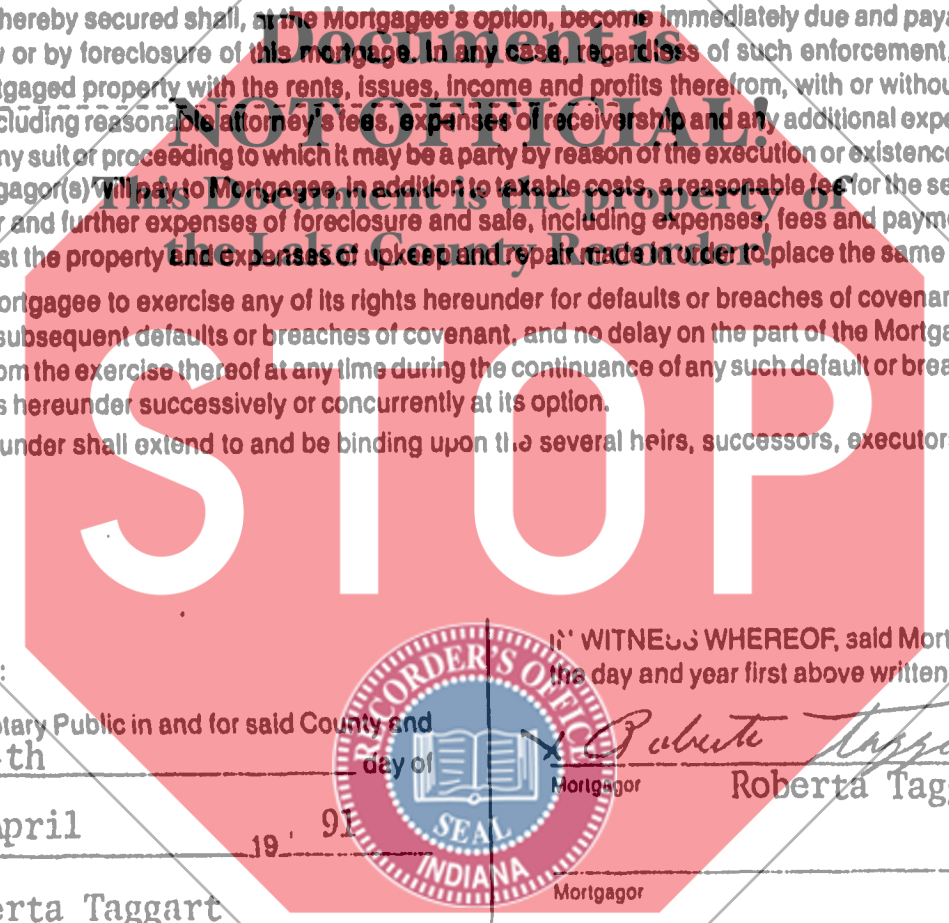 hereby secured shall, at the Mortgagee's option, become immediately due and pay
Document is
or by foreclosure of this mortgage. In any case, regardless of such enforcement,
gaged property with the rents, issues, income and profits therefrom, with or withou
NOT OFFICIAL!
cluding reasonable attorney's fees, expenses of receivership and any additional exp
ny suit or proceeding to which it may be a party by reason of the execution or existence
This Document is the property of
gagor(s) will pay to Mortgagee, in addition to taxable costs, a reasonable fee for the se
and further expenses of foreclosure and sale, including expenses, fees and paym
the Lake County Recorder!
st the property and expenses of upkeep and repair made in order to place the same
ortgagee to exercise any of its rights hereunder for defaults or breaches of covenan
subsequent defaults or breaches of covenant, and no delay on the part of the Mortga
om the exercise thereof at any time during the continuance of any such default or brea
s hereunder successively or concurrently at its option.
under shall extend to and be binding upon the several heirs, successors, executor
STOP
IN WITNESS WHEREOF, said Mort
the day and year first above written
RECORDER'S OFFICE
SEAL
INDIANA
otary Public in and for said County and
th
day of
April
19 91
erta Taggart
Roberta Tagga
Mortgagor
Roberta Tag
Mortgagor